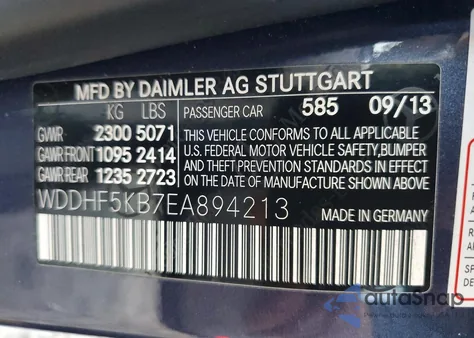 MFD BY DAIMLER AG STUTTGART
KG LBS
GVWR 2300 5071
GAWR FRONT 1095 2414
GAWR REAR 1235 2723
PASSENGER CAR 585 09/13
THIS VEHICLE CONFORMS TO ALL APPLICABLE
U.S. FEDERAL MOTOR VEHICLE SAFETY, BUMPER
AND THEFT PREVENTION STANDARDS IN EFFECT
ON THE DATE OF MANUFACTURE SHOWN ABOVE.
WDDHF5KB7EA894213
MADE IN GERMANY
autoSnap